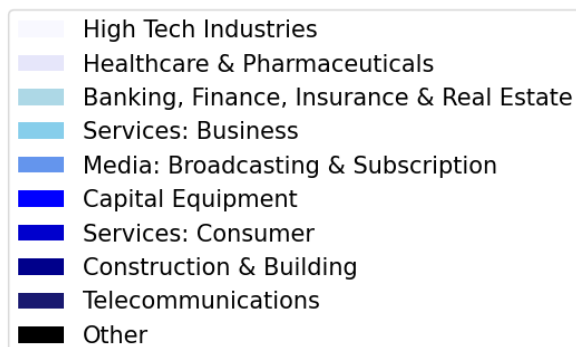 High Tech Industries
Healthcare & Pharmaceuticals
Banking, Finance, Insurance & Real Estate
Services: Business
Media: Broadcasting & Subscription
Capital Equipment
Services: Consumer
Construction & Building
Telecommunications
Other